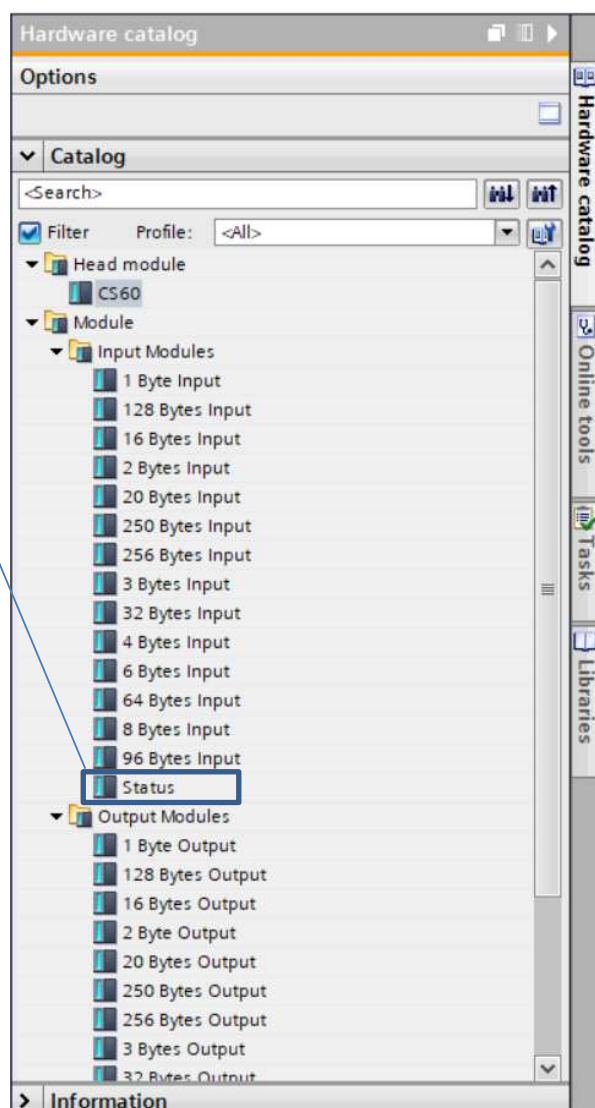 Hardware catalog
Options
Catalog
<Search>
Filter Profile: <All>
Head module
CS60
Module
Input Modules
1 Byte Input
128 Bytes Input
16 Bytes Input
2 Bytes Input
20 Bytes Input
250 Bytes Input
256 Bytes Input
3 Bytes Input
32 Bytes Input
4 Bytes Input
6 Bytes Input
64 Bytes Input
8 Bytes Input
96 Bytes Input
Status
Output Modules
1 Byte Output
128 Bytes Output
16 Bytes Output
2 Byte Output
20 Bytes Output
250 Bytes Output
256 Bytes Output
3 Bytes Output
32 Bytes Output
Information
Hardware catalog
Online tools
Tasks
Libraries